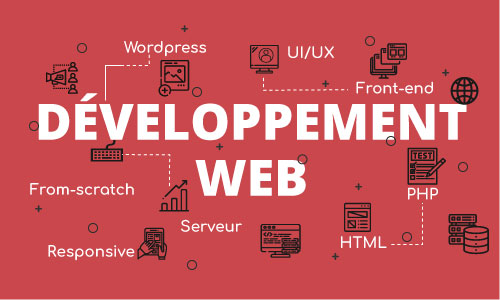 Wordpress
UI/UX
Front-end
DÉVELOPPEMENT
WEB
TEST
From-scratch
PHP
Serveur
HTML
Responsive